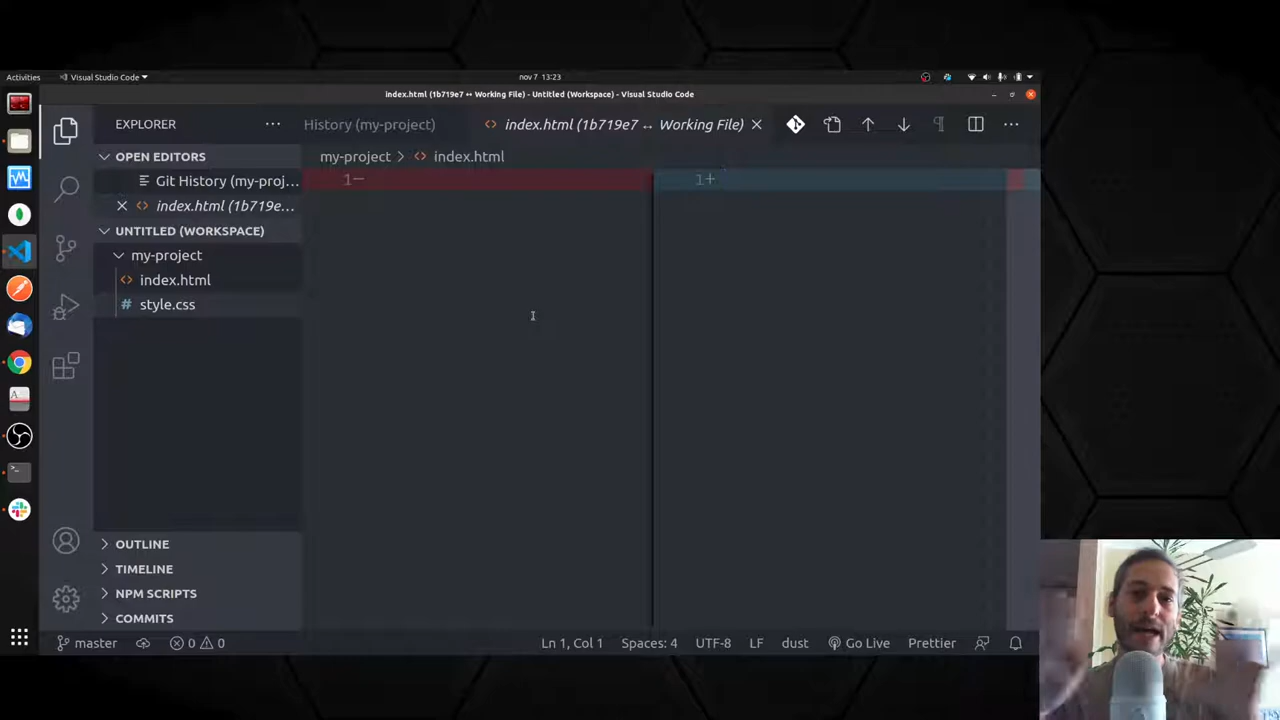 Activities
Visual Studio Code
nov 7 13:23
index.html (1b719e7 ↔ Working File) - Untitled (Workspace) - Visual Studio Code
EXPLORER
History (my-project)
index.html (1b719e7 ↔ Working File)
OPEN EDITORS
my-project
index.html
Git History (my-proj...
1−
1+
index.html (1b719e...
UNTITLED (WORKSPACE)
my-project
index.html
# style.css
OUTLINE
TIMELINE
NPM SCRIPTS
COMMITS
master
0
0
Ln 1, Col 1
Spaces: 4
UTF-8
LF
dust
Go Live
Prettier